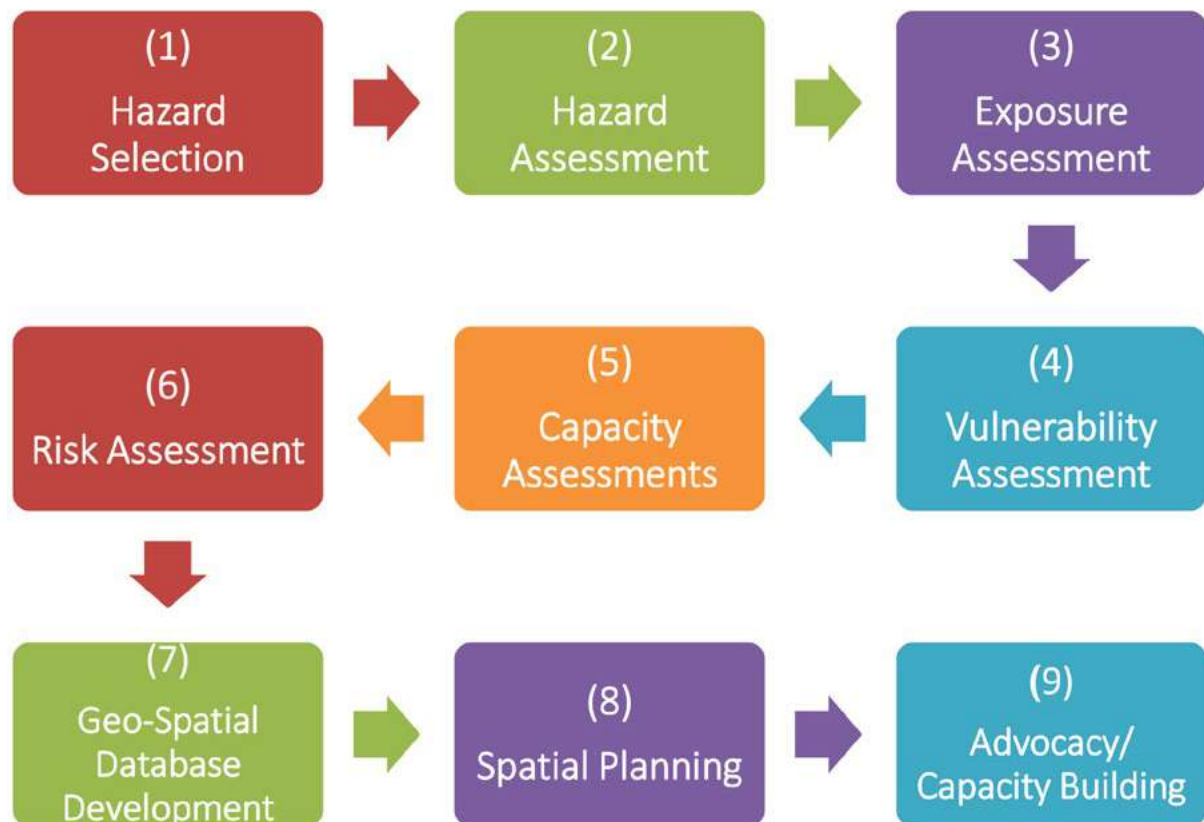 (1)
Hazard
Selection
(2)
Hazard
Assessment
(3)
Exposure
Assessment
(4)
Vulnerability
Assessment
(5)
Capacity
Assessments
(6)
Risk Assessment
(7)
Geo-Spatial
Database
Development
(8)
Spatial Planning
(9)
Advocacy/
Capacity Building